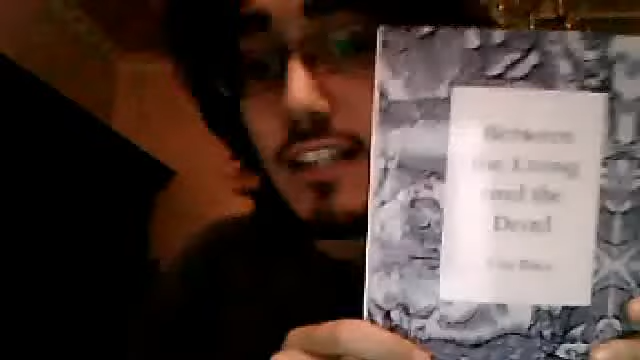 Between
the Living
and the
Dead